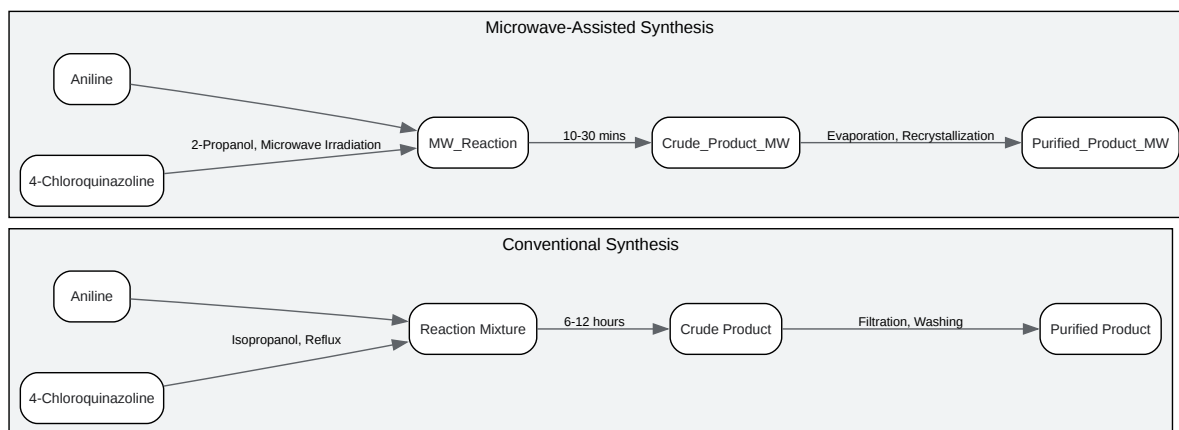 Microwave-Assisted Synthesis
Aniline
4-Chloroquinazoline
2-Propanol, Microwave Irradiation
MW_Reaction
10-30 mins
Crude_Product_MW
Evaporation, Recrystallization
Purified_Product_MW
Conventional Synthesis
Aniline
4-Chloroquinazoline
Isopropanol, Reflux
Reaction Mixture
6-12 hours
Crude Product
Filtration, Washing
Purified Product